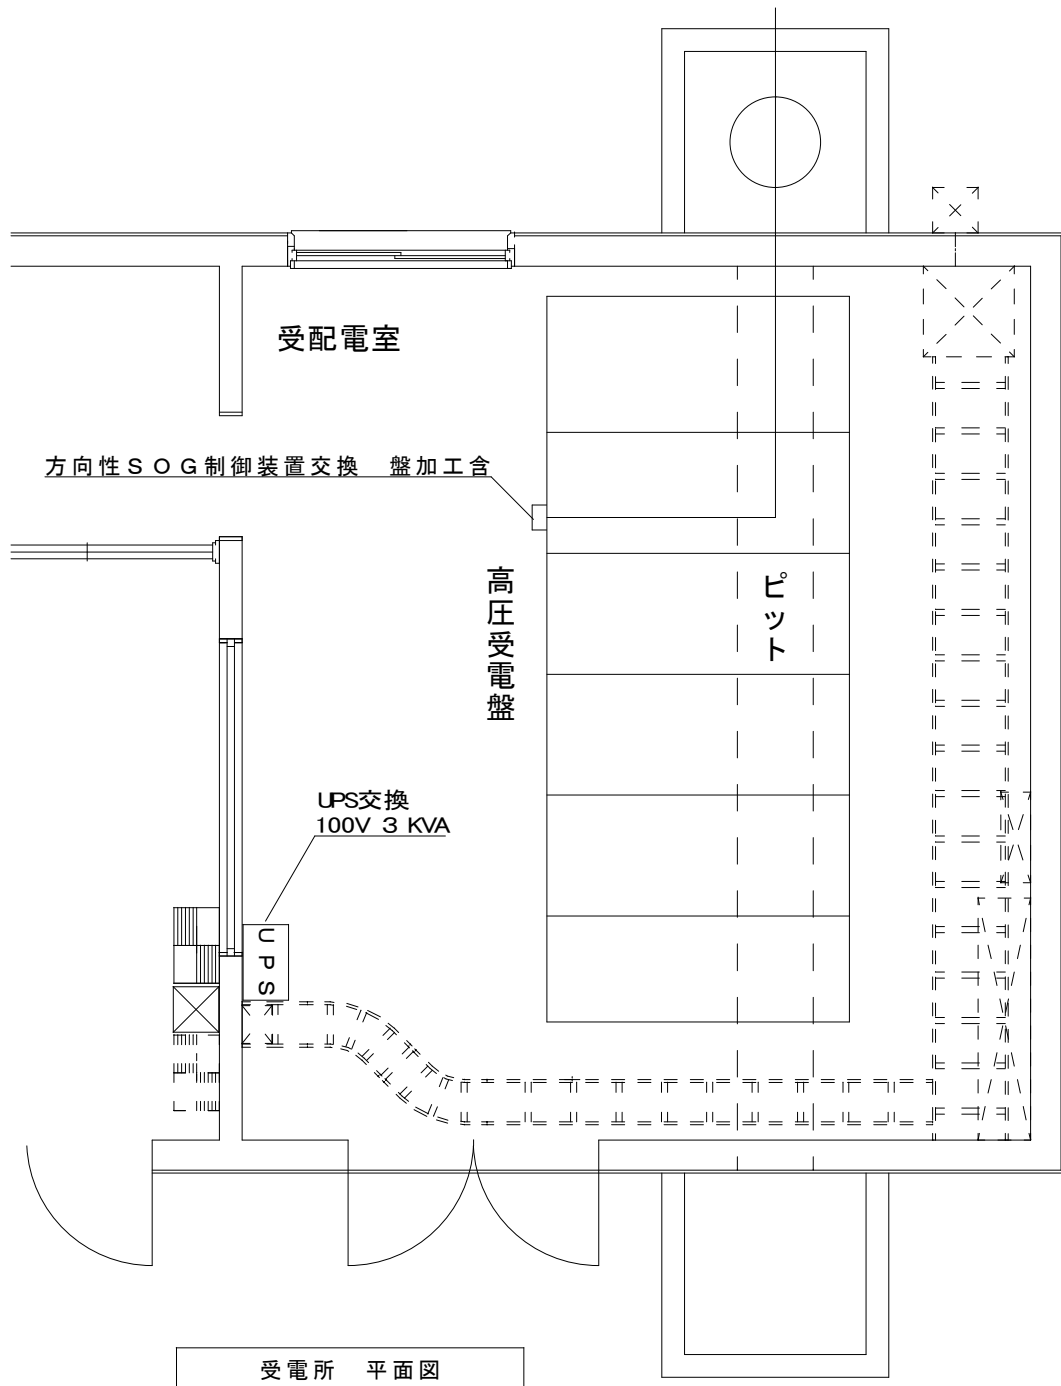 受配電室
方向性ＳＯＧ制御装置交換　盤加工含
高圧受電盤
ピット
UPS交換
100V 3 KVA
UPS
受電所　平面図